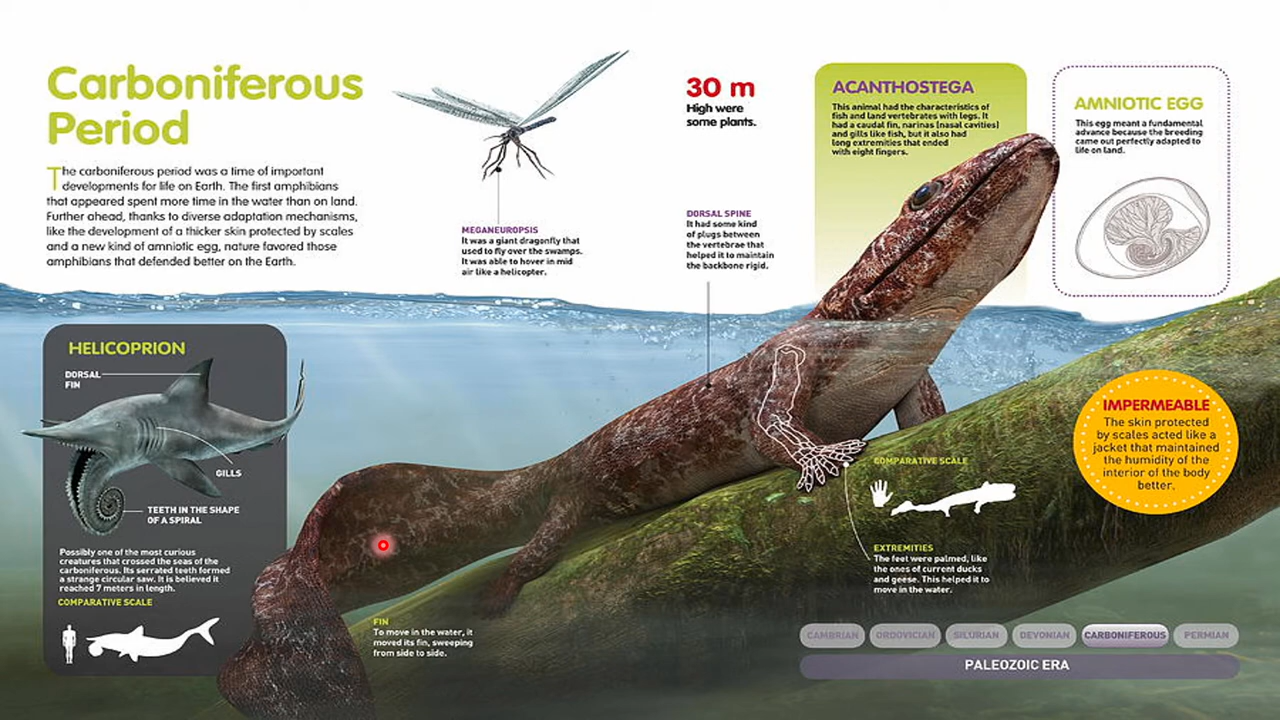 Carboniferous
Period
The carboniferous period was a time of important
developments for life on Earth. The first amphibians
that appeared spent more time in the water than on land.
Further ahead, thanks to diverse adaptation mechanisms,
like the development of a thicker skin protected by scales
and a new kind of amniotic egg, nature favored those
amphibians that defended better on the Earth.
MEGANEUROPSIS
It was a giant dragonfly that
used to fly over the swamps.
It was able to hover in mid
air like a helicopter.
30 m
High were
some plants.
DORSAL SPINE
It had some kind
of plugs between
the vertebrae that
helped it to maintain
the backbone rigid.
ACANTHOSTEGA
This animal had the characteristics of
fish and land vertebrates with legs. It
had a caudal fin, narinas (nasal cavities)
and gills like fish, but it also had
long extremities that ended
with eight fingers.
AMNIOTIC EGG
This egg meant a fundamental
advance because the breeding
came out perfectly adapted to
life on land.
HELICOPRION
DORSAL
FIN
GILLS
TEETH IN THE SHAPE
OF A SPIRAL
Possibly one of the most curious
creatures that crossed the seas of the
carboniferous. Its serrated teeth formed
a strange circular saw. It is believed it
reached 7 meters in length.
COMPARATIVE SCALE
FIN
To move in the water, it
moved its fin, sweeping
from side to side.
COMPARATIVE SCALE
EXTREMITIES
The feet were palmed, like
the ones of current ducks
and geese. This helped it to
move in the water.
IMPERMEABLE
The skin protected
by scales acted like a
jacket that maintained
the humidity of the
interior of the body
better.
CAMBRIAN ORDOVICIAN SILURIAN DEVONIAN CARBONIFEROUS PERMIAN
PALEOZOIC ERA